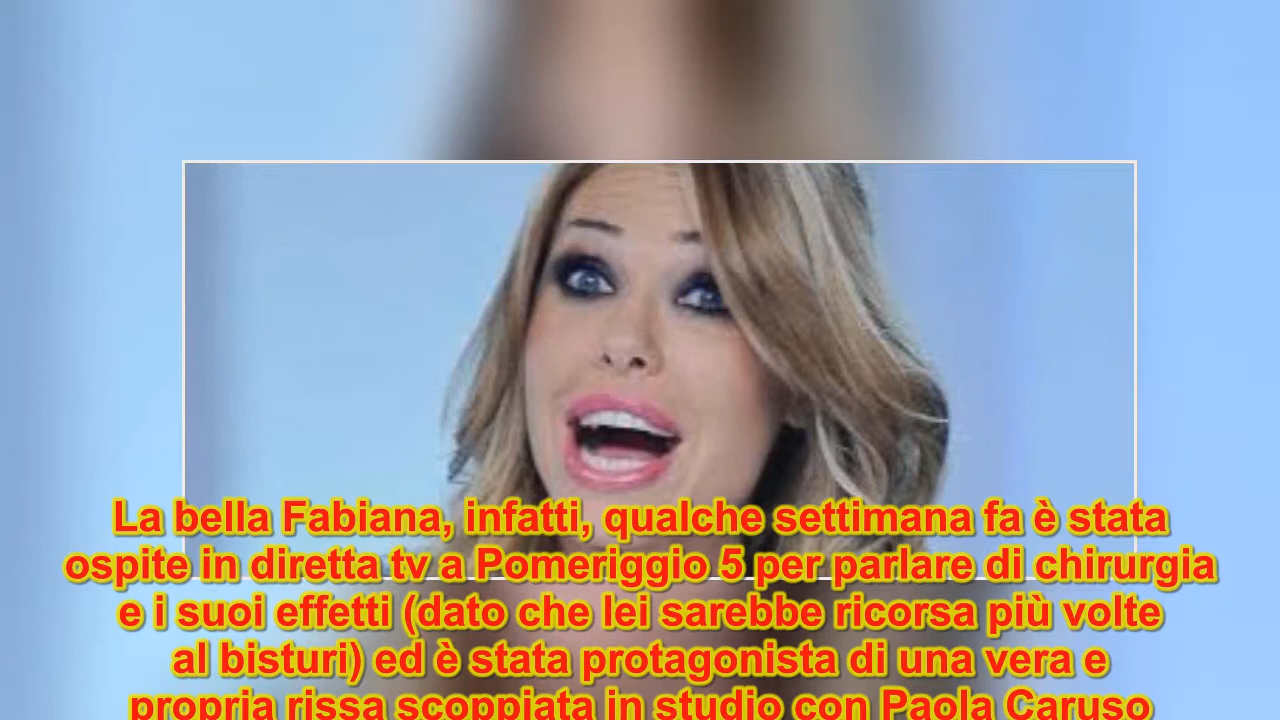 La bella Fabiana, infatti, qualche settimana fa è stata
ospite in diretta tv a Pomeriggio 5 per parlare di chirurgia
e i suoi effetti (dato che lei sarebbe ricorsa più volte
al bisturi) ed è stata protagonista di una vera e
propria rissa scoppiata in studio con Paola Caruso